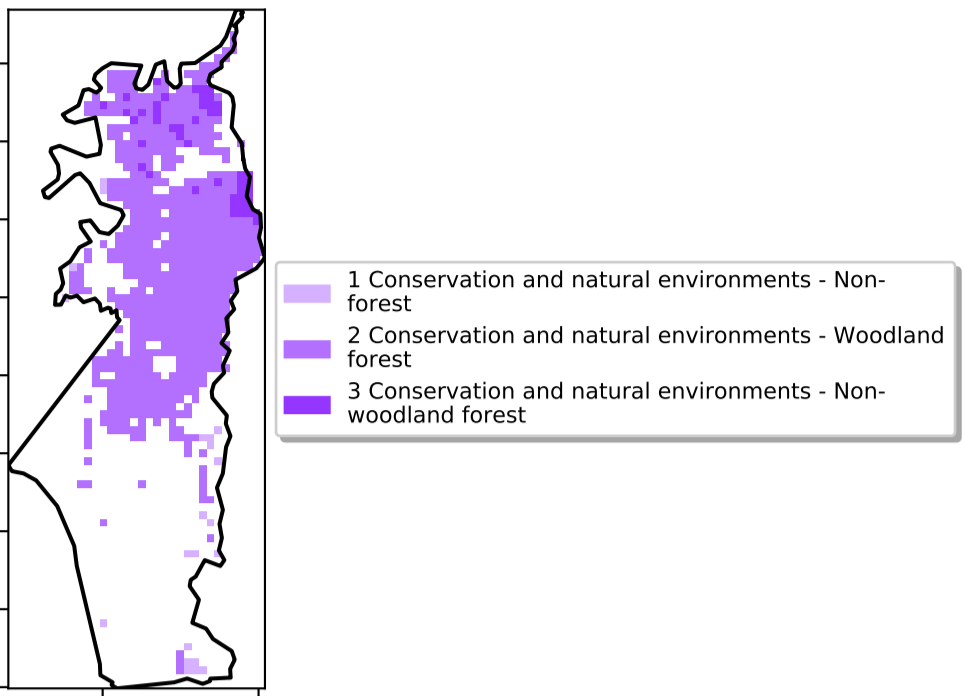 1 Conservation and natural environments - Non-
forest
2 Conservation and natural environments - Woodland
forest
3 Conservation and natural environments - Non-
woodland forest